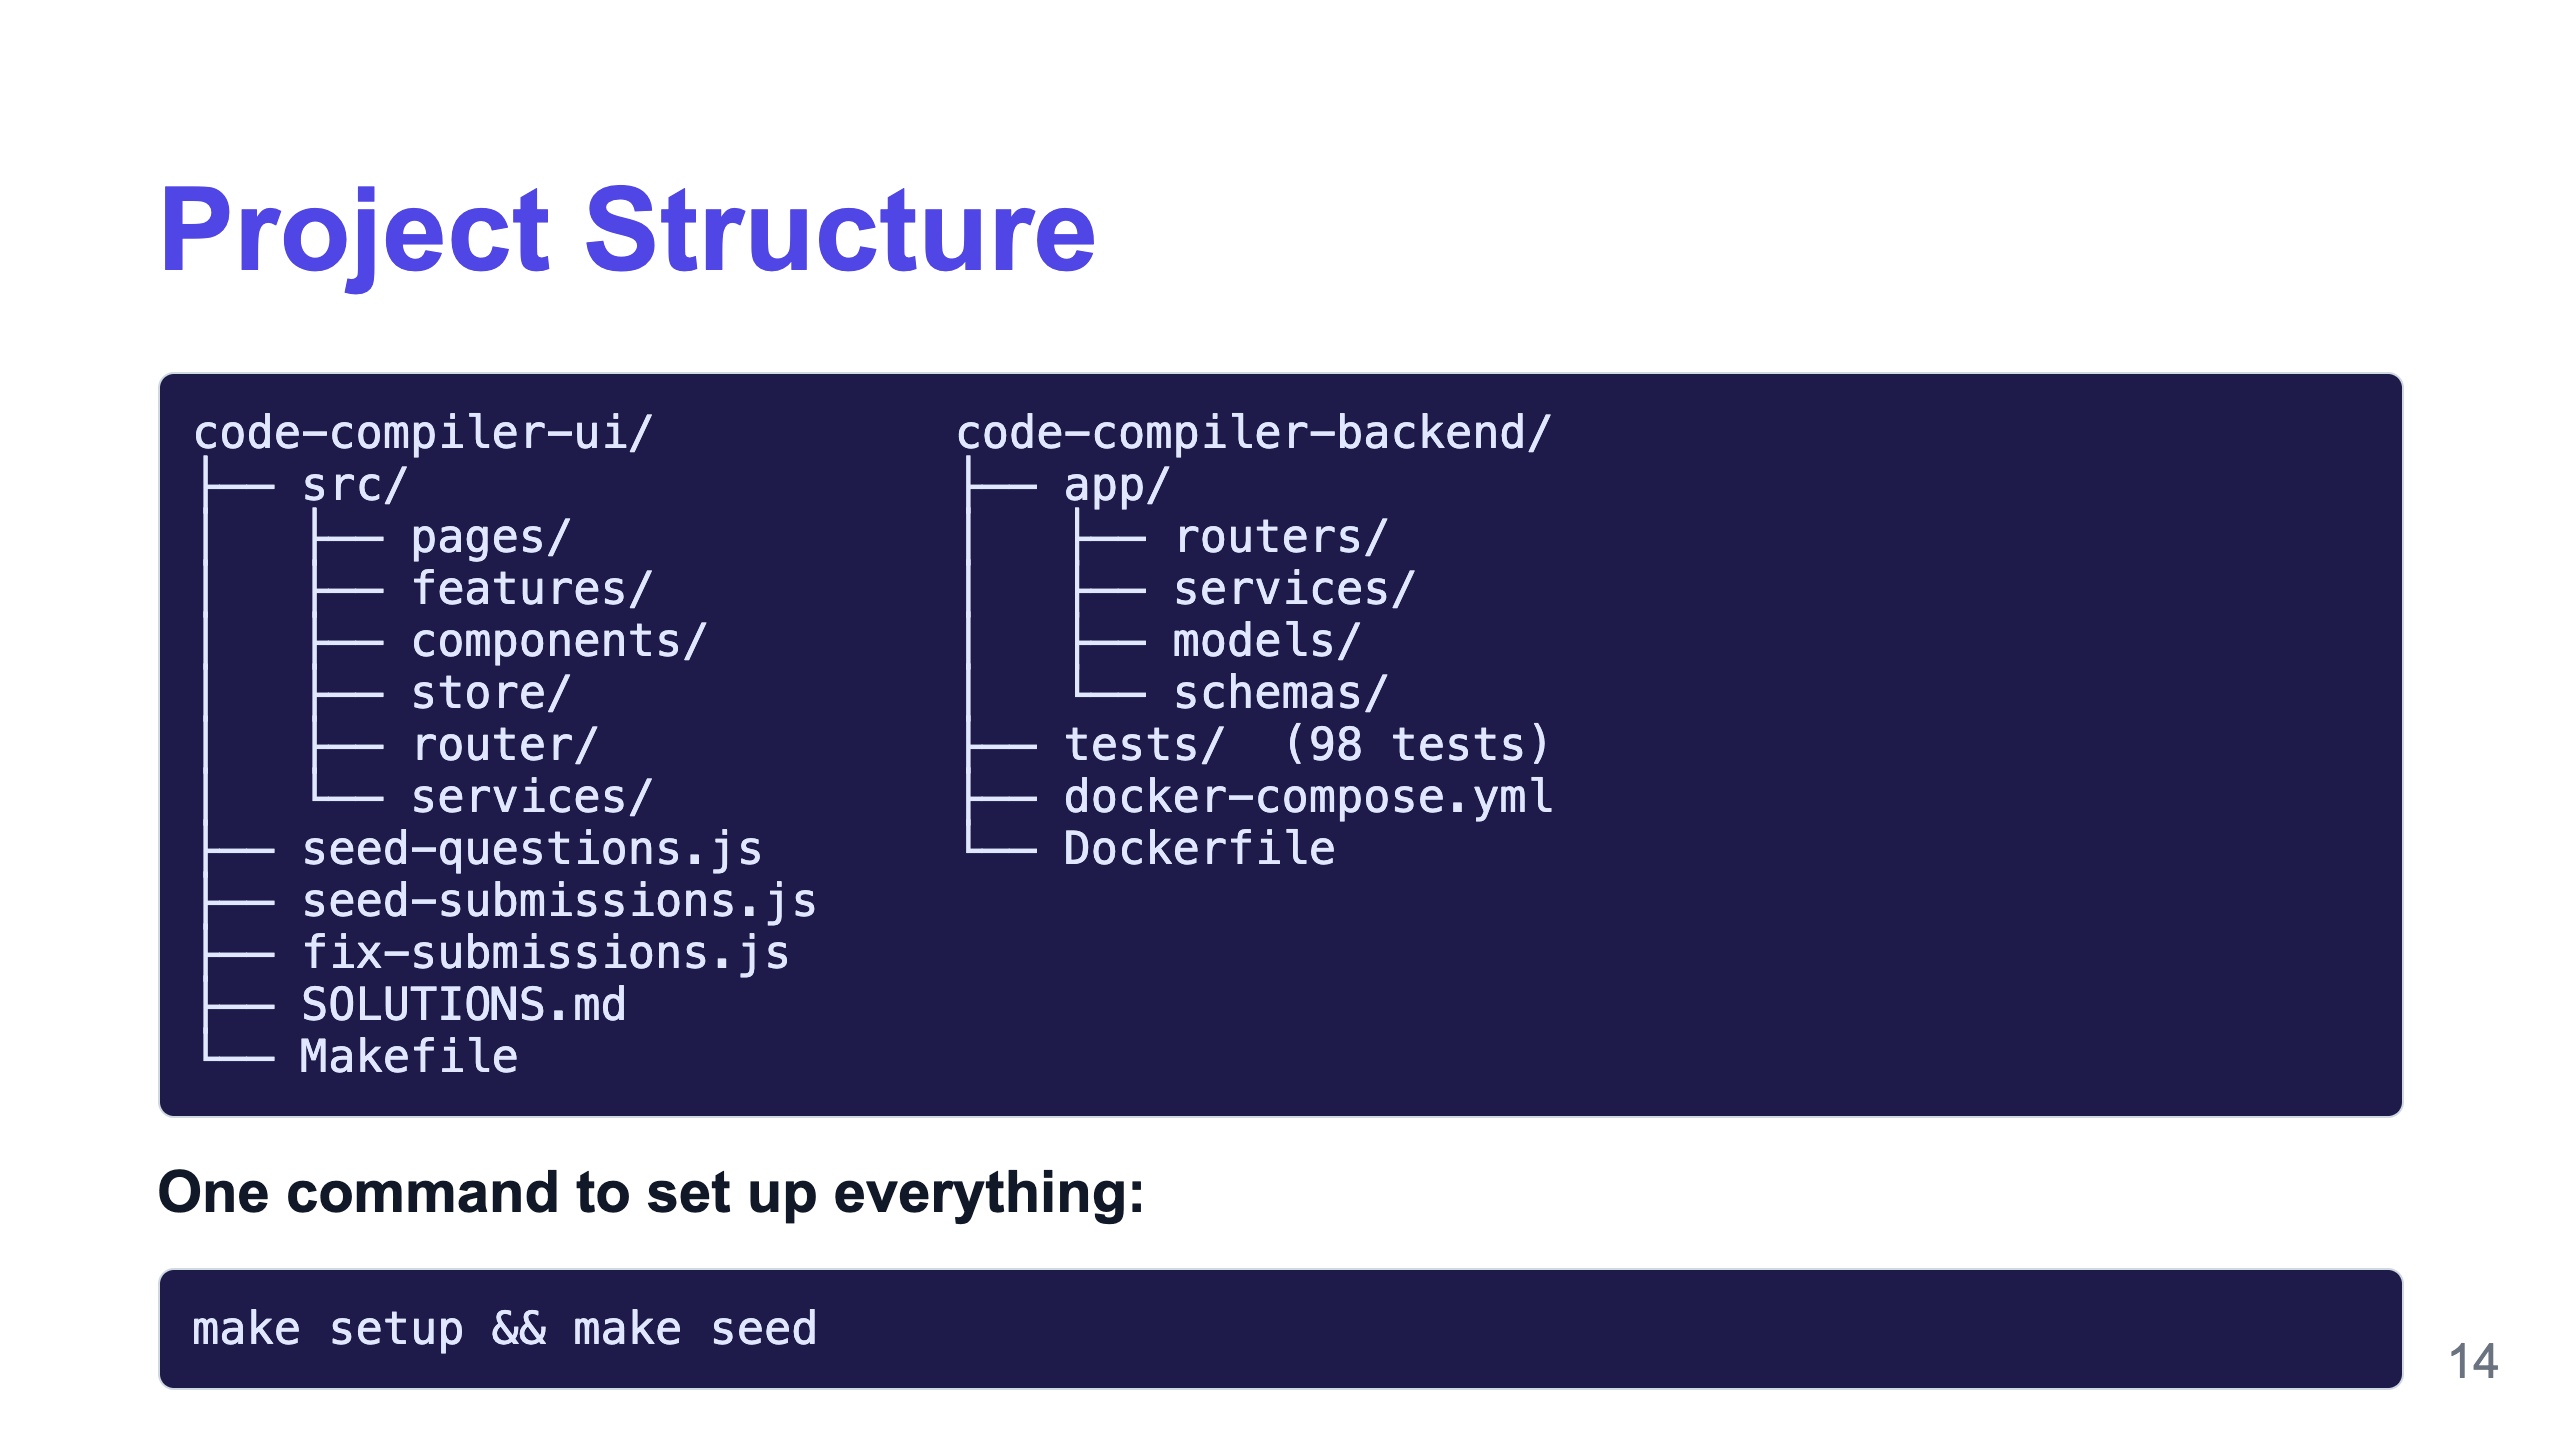 Project Structure
code-compiler-ui/               code-compiler-backend/
├── src/                        ├── app/
│   ├── pages/                  │   ├── routers/
│   ├── features/               │   ├── services/
│   ├── components/             │   ├── models/
│   ├── store/                  │   └── schemas/
│   ├── router/                 ├── tests/  (98 tests)
│   └── services/               ├── docker-compose.yml
├── seed-questions.js           └── Dockerfile
├── seed-submissions.js
├── fix-submissions.js
├── SOLUTIONS.md
└── Makefile
One command to set up everything:
make setup && make seed
14